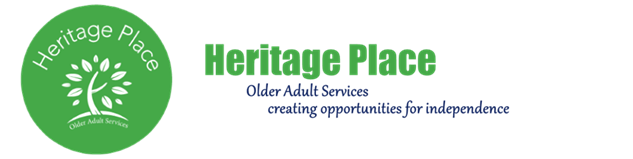 Heritage Place
Older Adult Services
Heritage Place
Older Adult Services
creating opportunities for independence